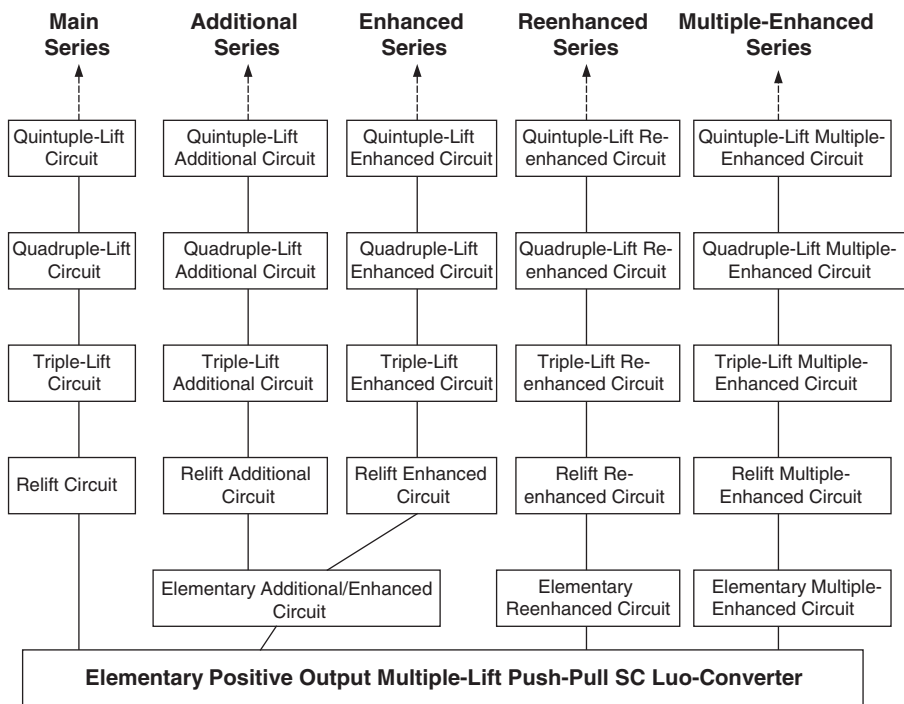 Main
Series
Additional
Series
Enhanced
Series
Reenhanced
Series
Multiple-Enhanced
Series
Quintuple-Lift
Circuit
Quintuple-Lift
Additional Circuit
Quintuple-Lift
Enhanced Circuit
Quintuple-Lift Re-
enhanced Circuit
Quintuple-Lift Multiple-
Enhanced Circuit
Quadruple-Lift
Circuit
Quadruple-Lift
Additional Circuit
Quadruple-Lift
Enhanced Circuit
Quadruple-Lift Re-
enhanced Circuit
Quadruple-Lift Multiple-
Enhanced Circuit
Triple-Lift
Circuit
Triple-Lift
Additional Circuit
Triple-Lift
Enhanced Circuit
Triple-Lift Re-
enhanced Circuit
Triple-Lift Multiple-
Enhanced Circuit
Relift Circuit
Relift Additional
Circuit
Relift Enhanced
Circuit
Relift Re-
enhanced Circuit
Relift Multiple-
Enhanced Circuit
Elementary Additional/Enhanced
Circuit
Elementary
Reenhanced Circuit
Elementary Multiple-
Enhanced Circuit
Elementary Positive Output Multiple-Lift Push-Pull SC Luo-Converter